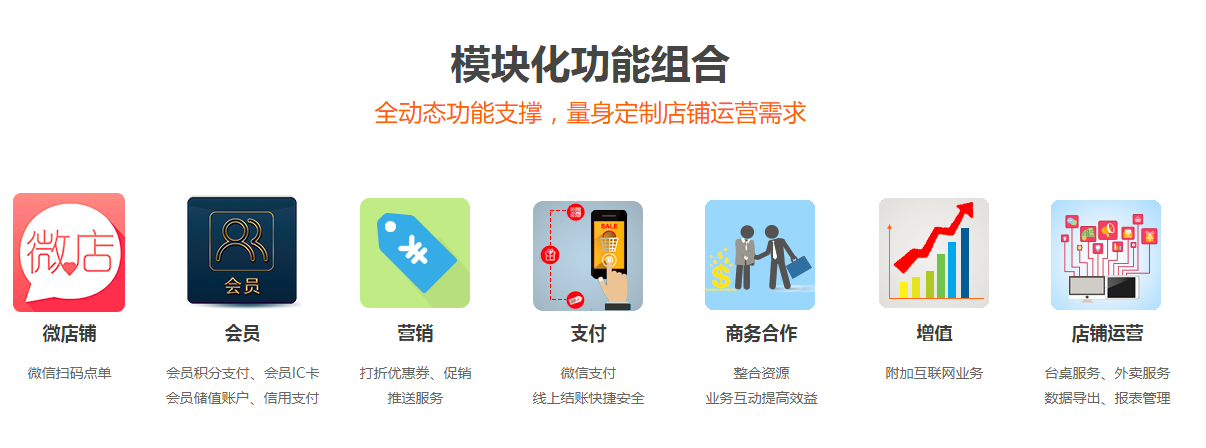 模块化功能组合
全动态功能支撑，量身定制店铺运营需求
微店
会员
SALE
微店铺
会员
营销
支付
商务合作
增值
店铺运营
微信扫码点单
会员积分支付、会员IC卡
会员储值账户、信用支付
打折优惠券、促销
推送服务
微信支付
线上结账快捷安全
整合资源
业务互动提高效益
附加互联网业务
台桌服务、外卖服务
数据导出、报表管理